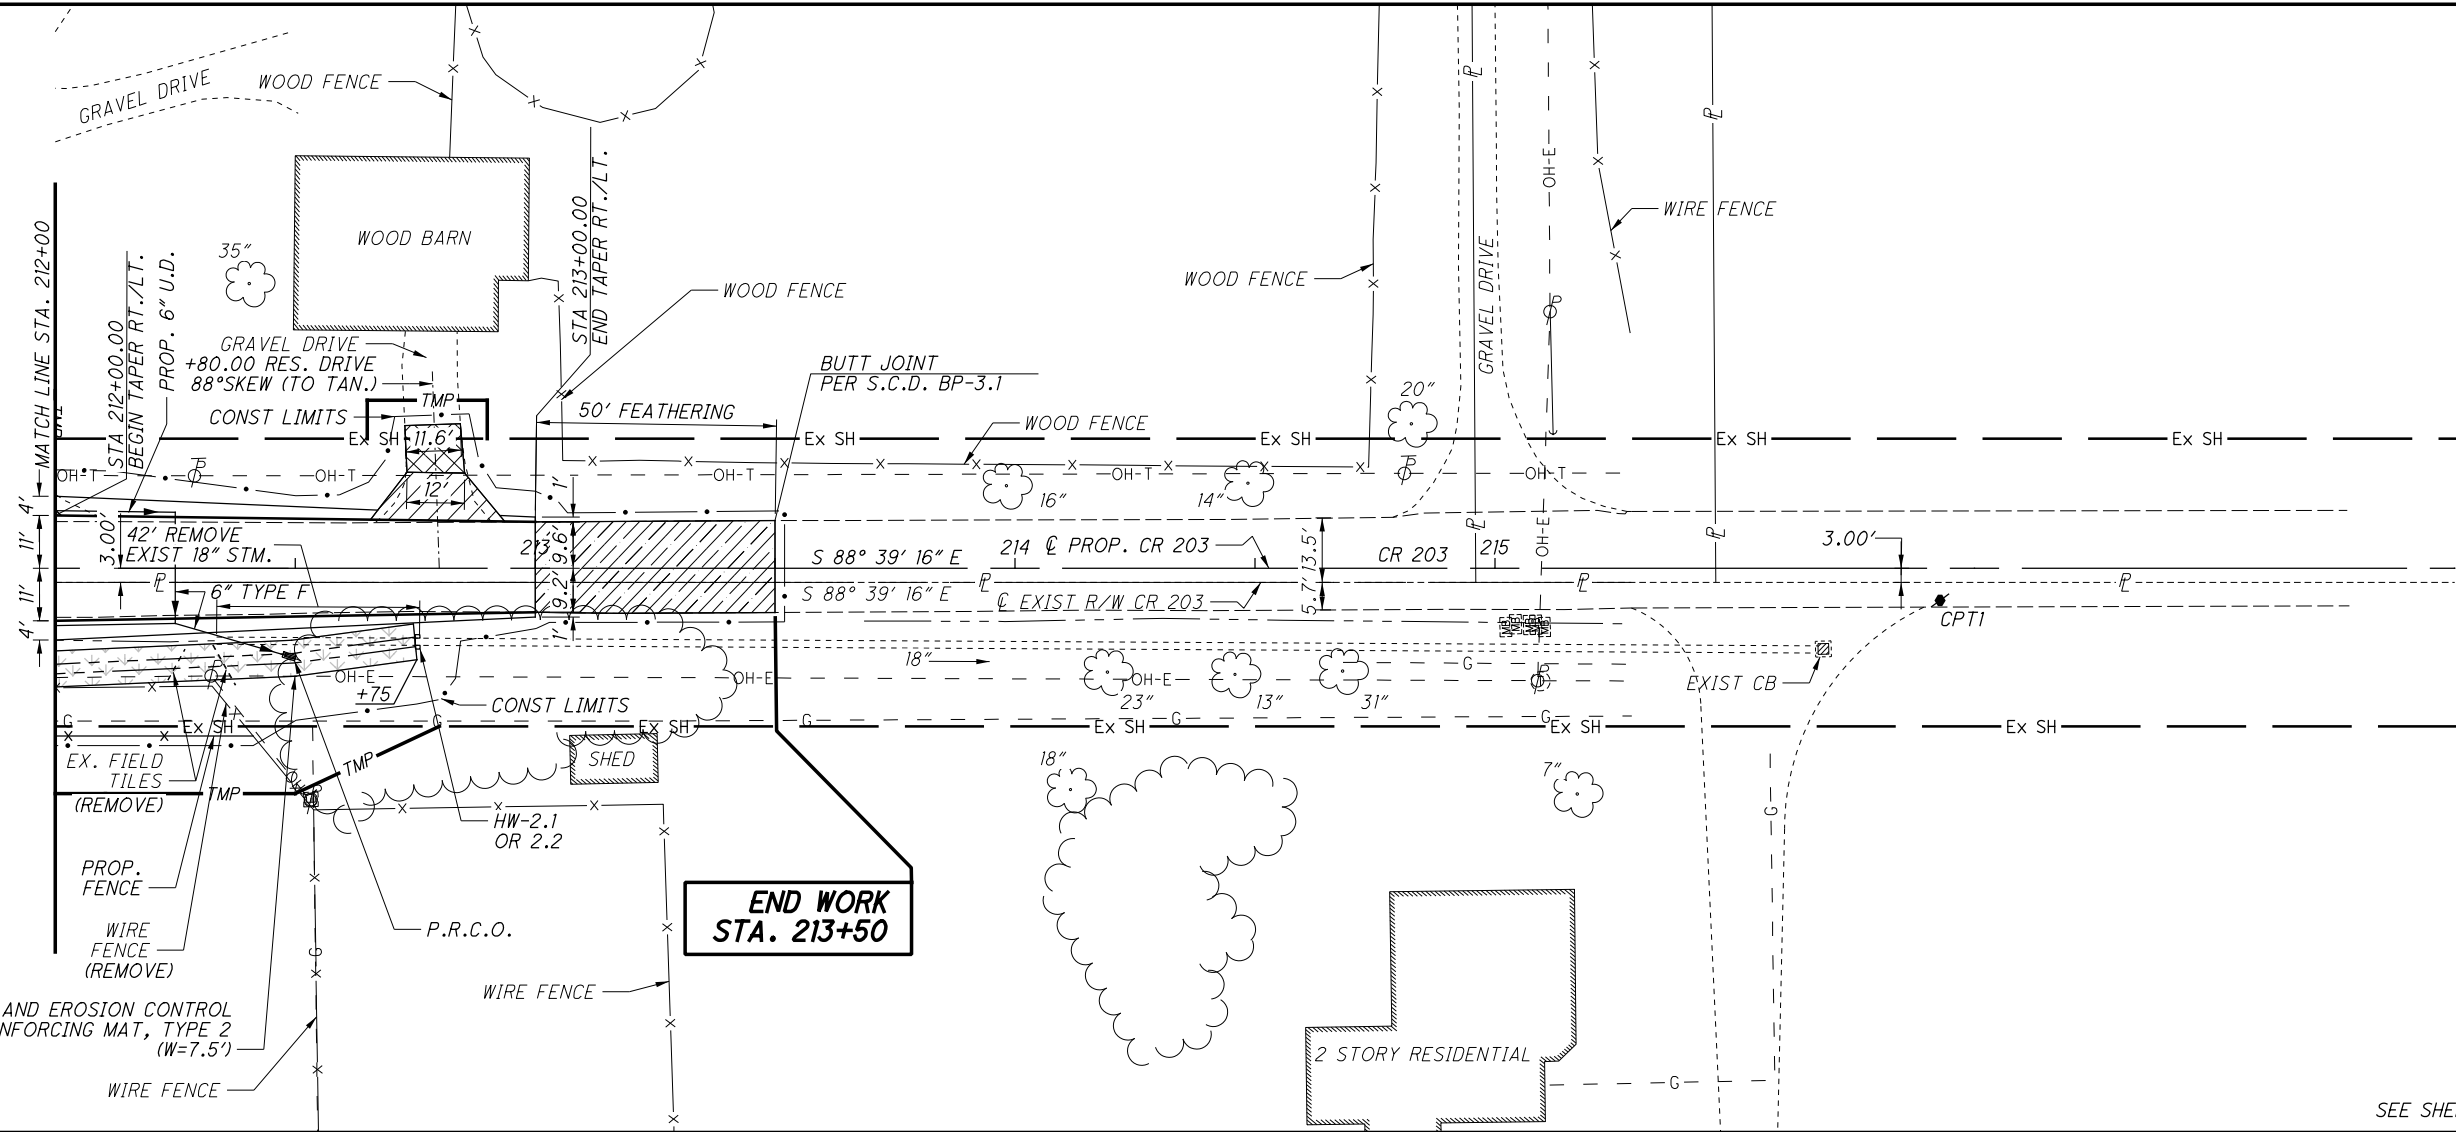 GRAVEL DRIVE
WOOD FENCE
WOOD BARN
35"
MATCH LINE STA. 212+00
STA 212+00.00
BEGIN TAPER RT./LT.
PROP. 6" U.D.
STA 213+00.00
END TAPER RT./LT.
GRAVEL DRIVE
+80.00 RES. DRIVE
88°SKEW (TO TAN.)
CONST LIMITS
TMP
WOOD FENCE
50' FEATHERING
BUTT JOINT
PER S.C.D. BP-3.1
WOOD FENCE
WOOD FENCE
WIRE FENCE
GRAVEL DRIVE
20"
OH-E
P
Ex SH
11.6'
Ex SH
Ex SH
Ex SH
Ex SH
OH-T
OH-T
OH-T
OH-T
OH-T
12'
16"
14"
4'
11'
11'
4'
3.00'
42' REMOVE
EXIST 18" STM.
6" TYPE F
213
1'
9.6'
9.2'
1'
S 88° 39' 16" E
S 88° 39' 16" E
214
℄ PROP. CR 203
℄ EXIST R/W CR 203
13.5'
5.7'
CR 203
215
OH-E
3.00'
CPT1
MB
18"
EXIST CB
OH-E
+75
OH-E
OH-E
23"
13"
31"
G
CONST LIMITS
G
Ex SH
G
Ex SH
G
Ex SH
G
G
Ex SH
Ex SH
EX. FIELD
TILES
(REMOVE)
TMP
TMP
SHED
18"
7"
HW-2.1
OR 2.2
PROP.
FENCE
WIRE
FENCE
(REMOVE)
P.R.C.O.
END WORK
STA. 213+50
WIRE FENCE
AND EROSION CONTROL
NFORCING MAT, TYPE 2
(W=7.5')
WIRE FENCE
G
G
2 STORY RESIDENTIAL
G
SEE SHE